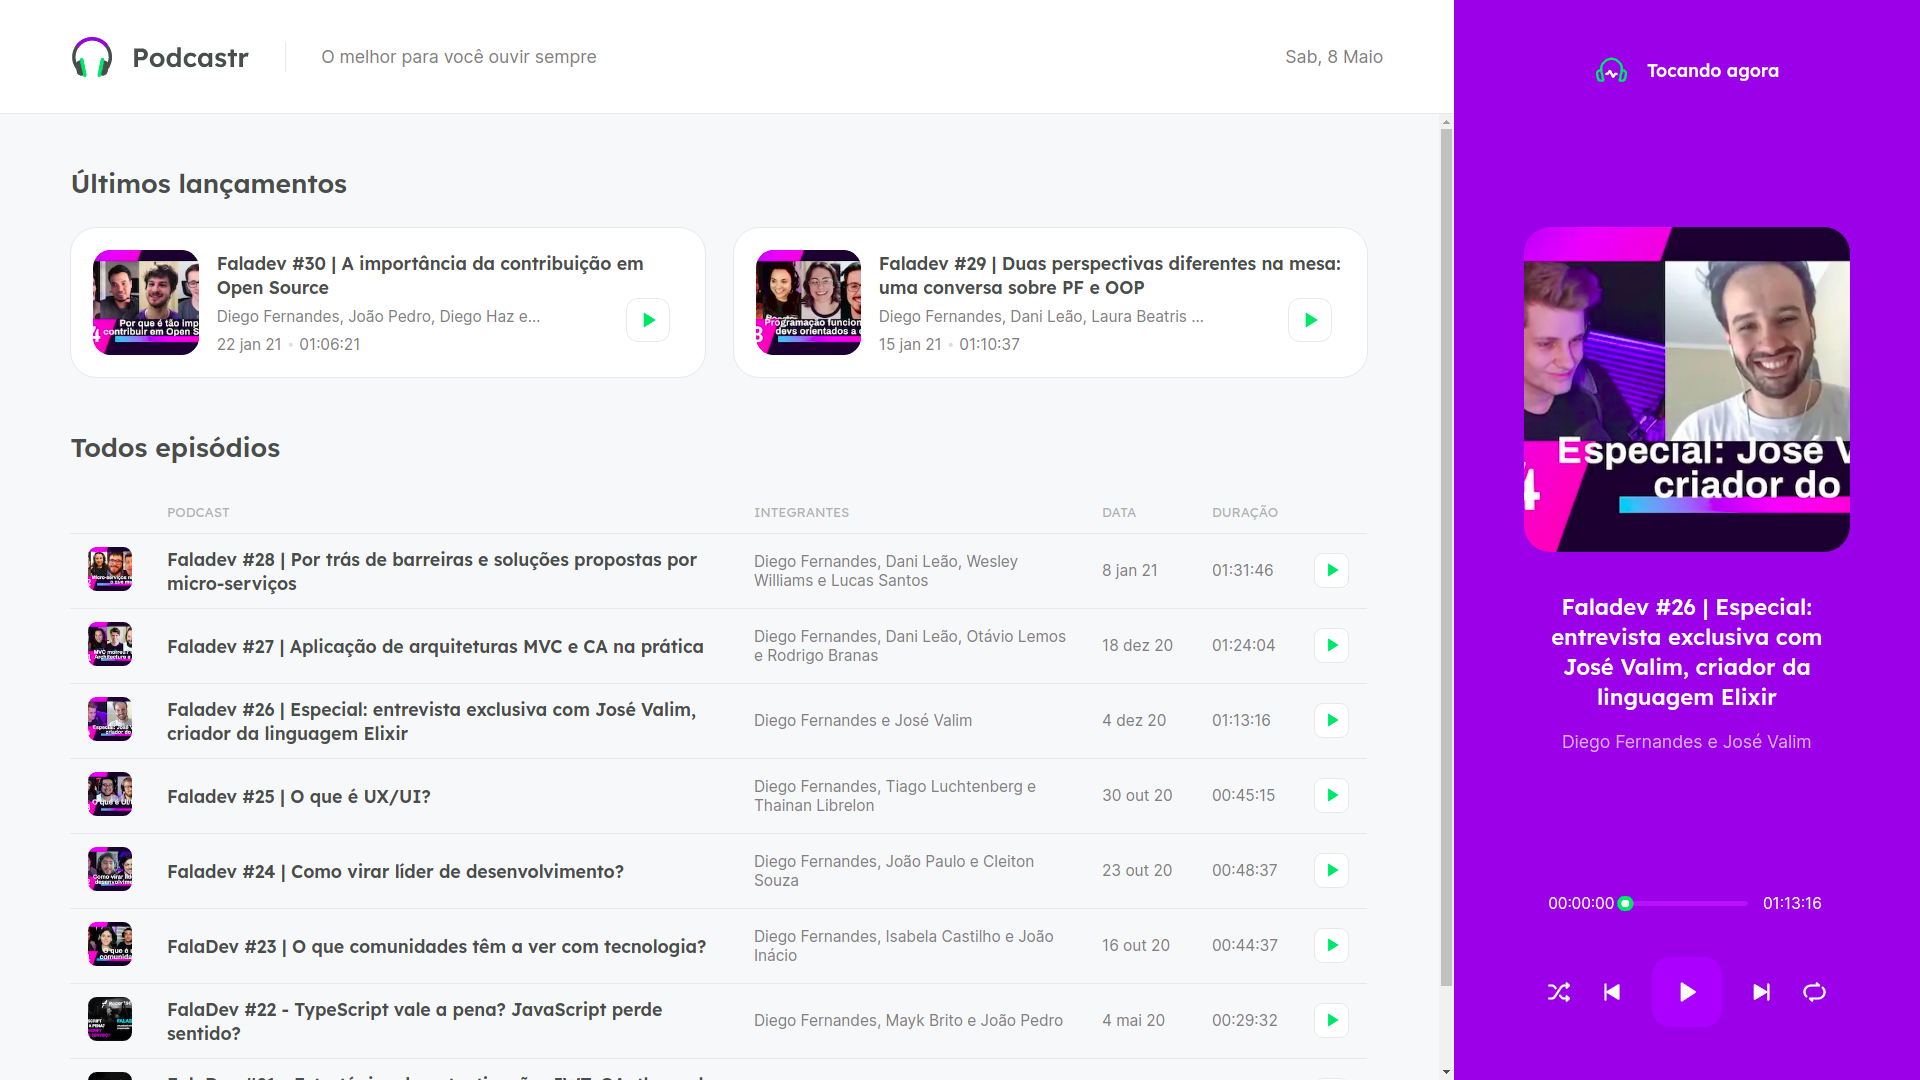 Podcastr
O melhor para você ouvir sempre
Sab, 8 Maio
Últimos lançamentos
Por que é tão imp
contribuir em Open S
Faladev #30 | A importância da contribuição em
Open Source
Diego Fernandes, João Pedro, Diego Haz e...
22 jan 21 • 01:06:21
Programação funcion
devs orientados a o
Faladev #29 | Duas perspectivas diferentes na mesa:
uma conversa sobre PF e OOP
Diego Fernandes, Dani Leão, Laura Beatris ...
15 jan 21 • 01:10:37
Todos episódios
PODCAST INTEGRANTES DATA DURAÇÃO
Faladev #28 | Por trás de barreiras e soluções propostas por
micro-serviços
Diego Fernandes, Dani Leão, Wesley
Williams e Lucas Santos
8 jan 21
01:31:46
Faladev #27 | Aplicação de arquiteturas MVC e CA na prática
Diego Fernandes, Dani Leão, Otávio Lemos
e Rodrigo Branas
18 dez 20
01:24:04
Faladev #26 | Especial: entrevista exclusiva com José Valim,
criador da linguagem Elixir
Diego Fernandes e José Valim
4 dez 20
01:13:16
Faladev #25 | O que é UX/UI?
Diego Fernandes, Tiago Luchtenberg e
Thainan Librelon
30 out 20
00:45:15
Faladev #24 | Como virar líder de desenvolvimento?
Diego Fernandes, João Paulo e Cleiton
Souza
23 out 20
00:48:37
FalaDev #23 | O que comunidades têm a ver com tecnologia?
Diego Fernandes, Isabela Castilho e João
Inácio
16 out 20
00:44:37
FalaDev #22 - TypeScript vale a pena? JavaScript perde
sentido?
Diego Fernandes, Mayk Brito e João Pedro
4 mai 20
00:29:32
Tocando agora
Especial: José V
criador do
4
Faladev #26 | Especial:
entrevista exclusiva com
José Valim, criador da
linguagem Elixir
Diego Fernandes e José Valim
00:00:00
01:13:16